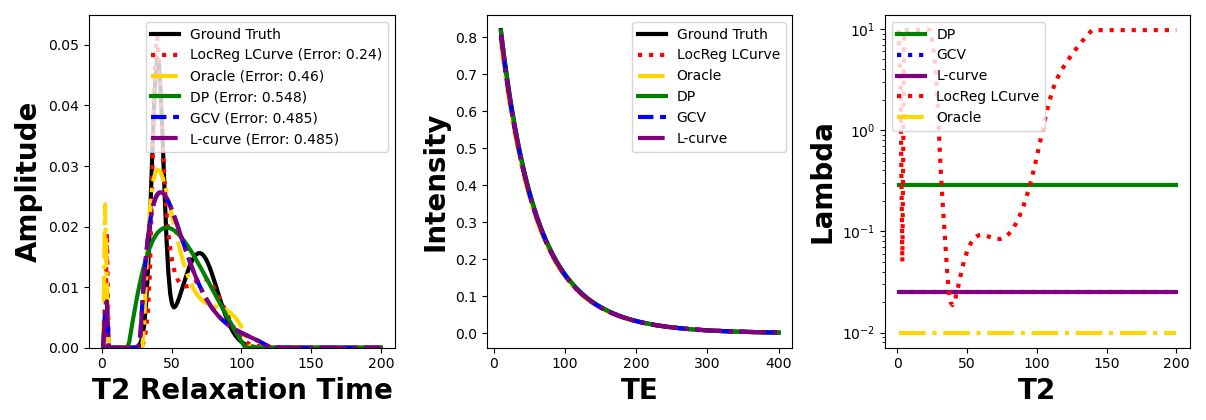 Amplitude
0.05
0.04
0.03
0.02
0.01
0.00
0 50 100 150 200
T2 Relaxation Time
Ground Truth
LocReg LCurve (Error: 0.24)
Oracle (Error: 0.46)
DP (Error: 0.548)
GCV (Error: 0.485)
L-curve (Error: 0.485)
Intensity
0.8
0.7
0.6
0.5
0.4
0.3
0.2
0.1
0.0
0 100 200 300 400
TE
Ground Truth
LocReg LCurve
Oracle
DP
GCV
L-curve
Lambda
10¹
10⁰
10⁻¹
10⁻²
0 50 100 150 200
T2
DP
GCV
L-curve
LocReg LCurve
Oracle